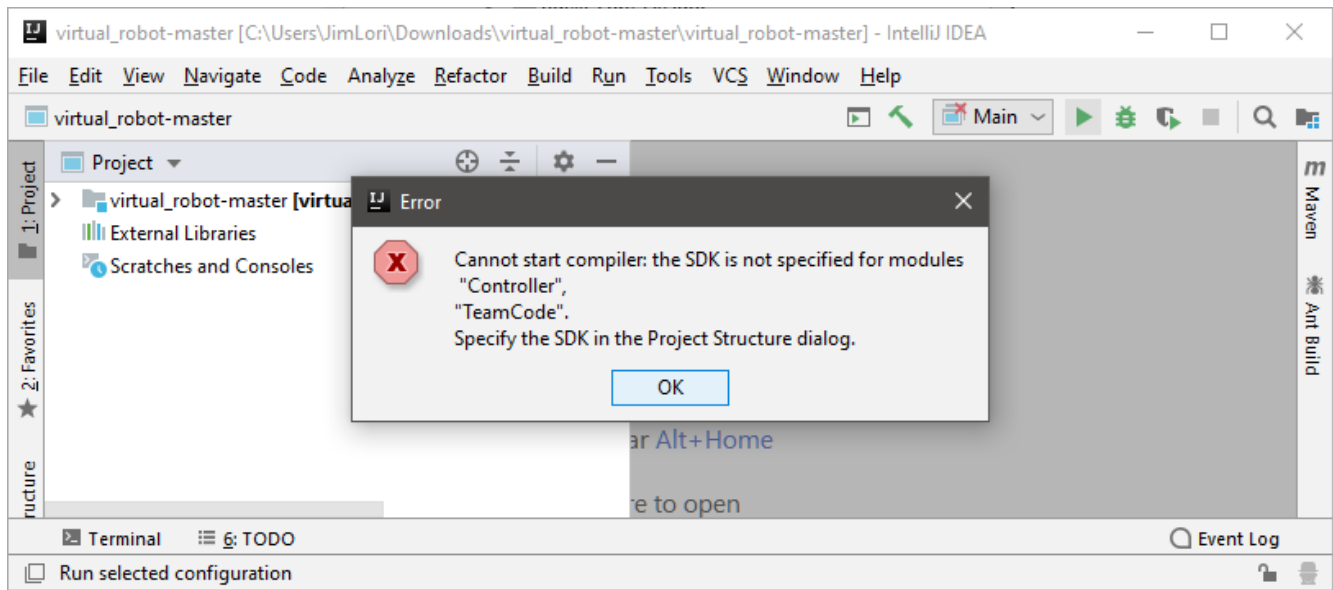 virtual_robot-master [C:\Users\JimLori\Downloads\virtual_robot-master\virtual_robot-master] - IntelliJ IDEA
File Edit View Navigate Code Analyze Refactor Build Run Tools VCS Window Help
virtual_robot-master
Main
1: Project
Project
virtual_robot-master [virtua
External Libraries
Scratches and Consoles
IJ Error
Cannot start compiler: the SDK is not specified for modules
"Controller",
"TeamCode".
Specify the SDK in the Project Structure dialog.
OK
ar Alt+Home
re to open
2: Favorites
ructure
m Maven
Ant Build
Terminal 6: TODO
Event Log
Run selected configuration